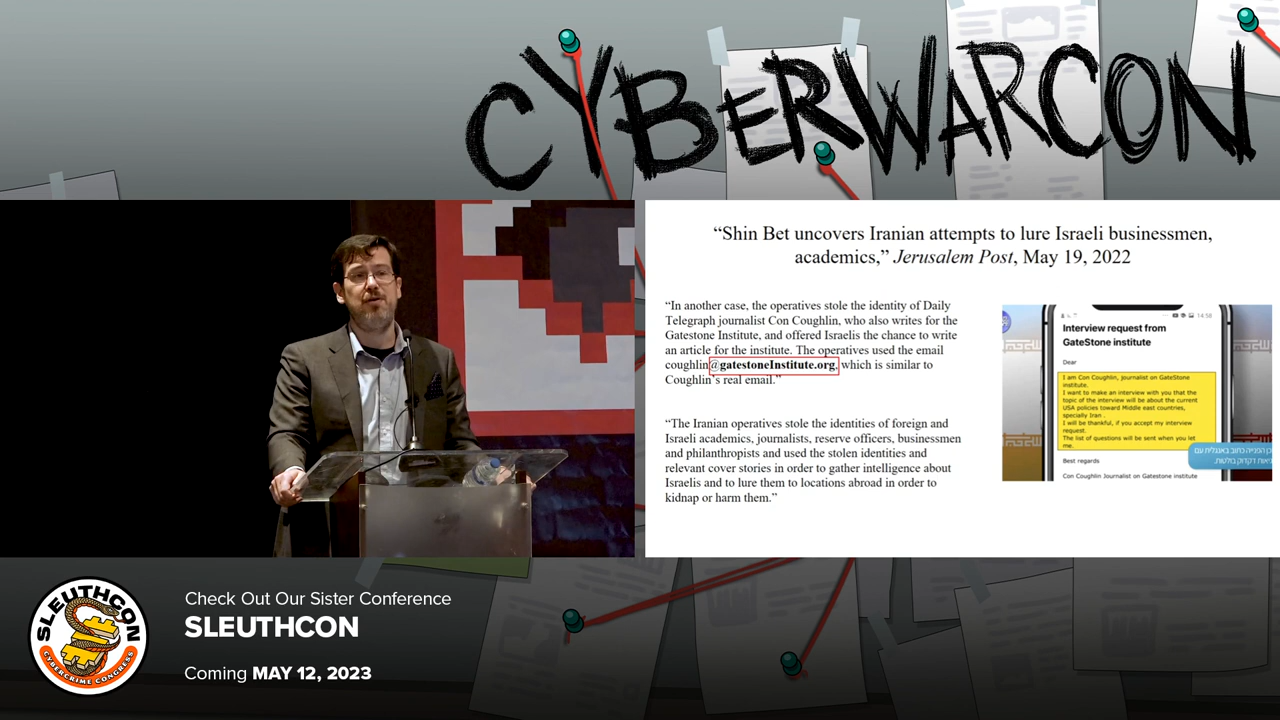 CYBERWARCON
“Shin Bet uncovers Iranian attempts to lure Israeli businessmen,
academics,” Jerusalem Post, May 19, 2022
“In another case, the operatives stole the identity of Daily
Telegraph journalist Con Coughlin, who also writes for the
Gatestone Institute, and offered Israelis the chance to write
an article for the institute. The operatives used the email
coughlin@gatestoneInstitute.org, which is similar to
Coughlin’s real email.”
“The Iranian operatives stole the identities of foreign and
Israeli academics, journalists, reserve officers, businessmen
and philanthropists and used the stolen identities and
relevant cover stories in order to gather intelligence about
Israelis and to lure them to locations abroad in order to
kidnap or harm them.”
14:58
Interview request from
GateStone institute
Dear
I am Con Coughlin, journalist on GateStone
institute.
I want to make an interview with you that the
topic of the interview will be about the current
USA policies toward Middle east countries,
specially Iran .
I will be thankful, if you accept my interview
request.
The list of questions will be sent when you let
me.
הפנייה כתוב באנגלית עם
דקדוק בולטות.
Best regards
Con Coughlin Journalist on Gatestone institute
SLEUTHCON
CYBERCRIME CONGRESS
Check Out Our Sister Conference
SLEUTHCON
Coming MAY 12, 2023